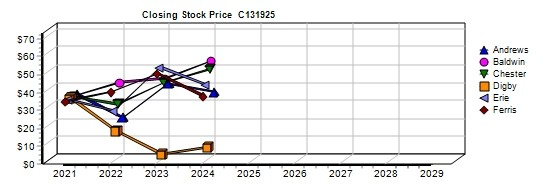 Closing Stock Price C131925
$70
$60
$50
$40
$30
$20
$10
$0
2021 2022 2023 2024 2025 2026 2027 2028 2029
Andrews
Baldwin
Chester
Digby
Erie
Ferris